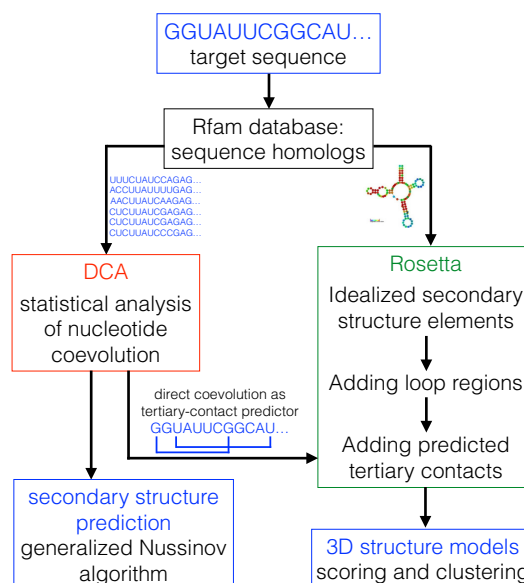 GGUAUUCGGCAU…
target sequence
Rfam database:
sequence homologs
UUUCUAUCCAGAG…
ACCUUAUUUUGAG…
AACUUAUCAAGAG…
CUCUUAUCGAGAG…
CUCUUAUCGAGAG…
CUCUUAUCCCGAG…
DCA
statistical analysis
of nucleotide
coevolution
Rosetta
Idealized secondary
structure elements
Adding loop regions
Adding predicted
tertiary contacts
direct coevolution as
tertiary-contact predictor
GGUAUUCGGCAU…
secondary structure
prediction
generalized Nussinov
algorithm
3D structure models
scoring and clustering